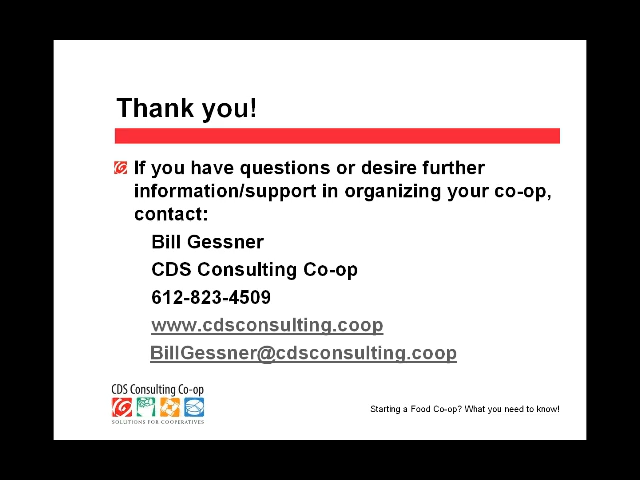 Thank you!
If you have questions or desire further
information/support in organizing your co-op,
contact:
Bill Gessner
CDS Consulting Co-op
612-823-4509
www.cdsconsulting.coop
BillGessner@cdsconsulting.coop
CDS Consulting Co-op
SOLUTIONS FOR COOPERATIVES
Starting a Food Co-op? What you need to know!